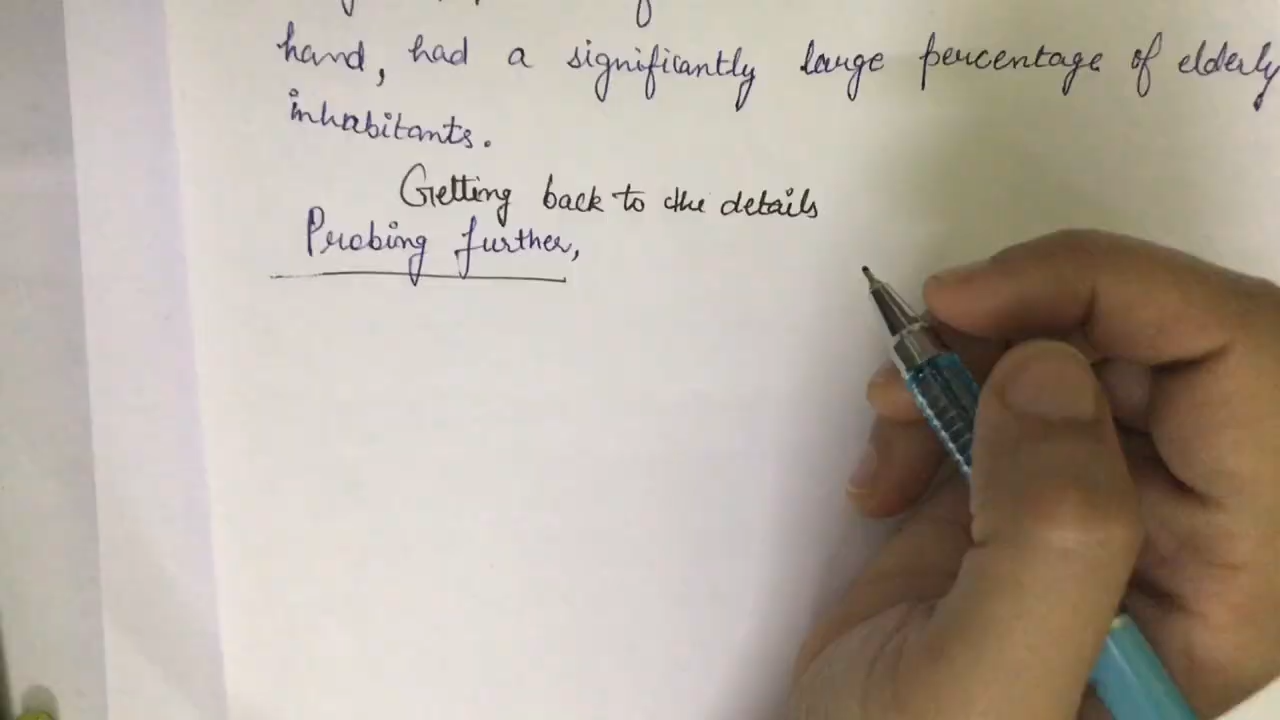 hand, had a significantly large percentage of elderly
inhabitants.
Getting back to the details
Probing further,